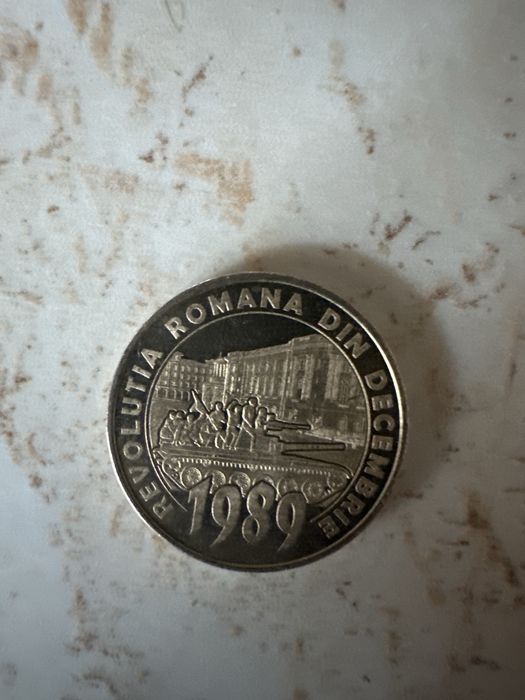 REVOLUTIA ROMANA DIN DECEMBRIE
1989